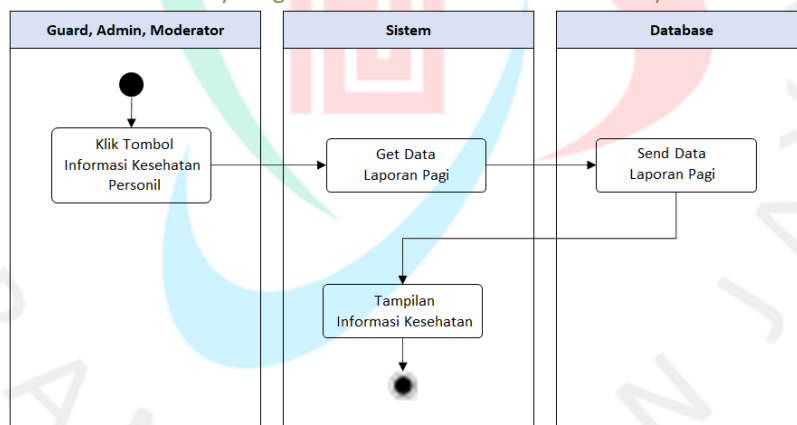 Guard, Admin, Moderator
Sistem
Database
Klik Tombol
Informasi Kesehatan
Personil
Get Data
Laporan Pagi
Send Data
Laporan Pagi
Tampilan
Informasi Kesehatan